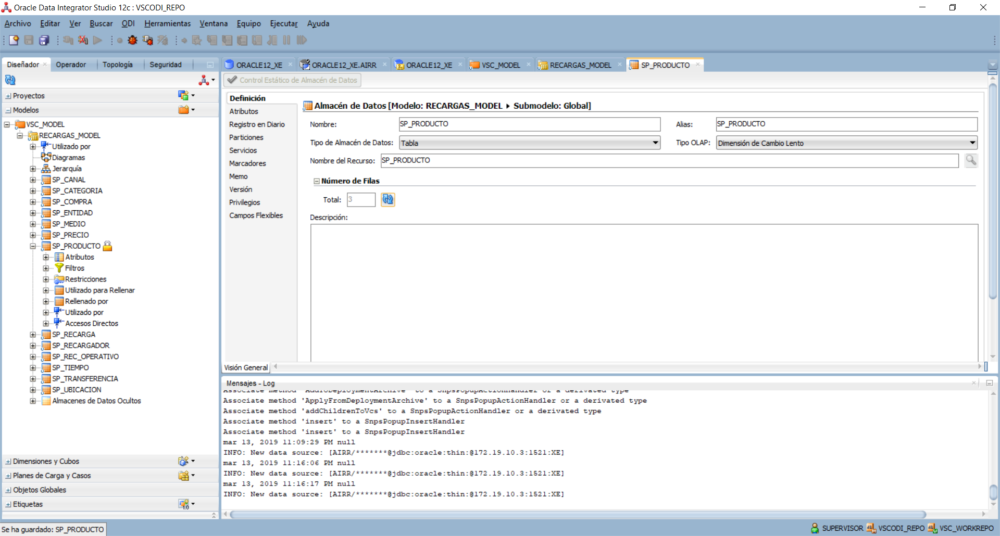 Oracle Data Integrator Studio 12c : VSCODI_REPO
Archivo Editar Ver Buscar ODI Herramientas Ventana Equipo Ejecutar Ayuda
Diseñador Operador Topología Seguridad
ORACLE12_XE ORACLE12_XE.AIRR ORACLE12_XE VSC_MODEL RECARGAS_MODEL SP_PRODUCTO
Control Estático de Almacén de Datos
Proyectos
Modelos
VSC_MODEL
RECARGAS_MODEL
Utilizado por
Diagramas
Jerarquía
SP_CANAL
SP_CATEGORIA
SP_COMPRA
SP_ENTIDAD
SP_MEDIO
SP_PRECIO
SP_PRODUCTO
Atributos
Filtros
Restricciones
Utilizado para Rellenar
Rellenado por
Utilizado por
Accesos Directos
SP_RECARGA
SP_RECARGADOR
SP_REC_OPERATIVO
SP_TIEMPO
SP_TRANSFERENCIA
SP_UBICACION
Almacenes de Datos Ocultos
Dimensiones y Cubos
Planes de Carga y Casos
Objetos Globales
Etiquetas
Definición
Atributos
Registro en Diario
Particiones
Servicios
Marcadores
Memo
Versión
Privilegios
Campos Flexibles
Almacén de Datos [Modelo: RECARGAS_MODEL ▸ Submodelo: Global]
Nombre: SP_PRODUCTO Alias: SP_PRODUCTO
Tipo de Almacén de Datos: Tabla Tipo OLAP: Dimensión de Cambio Lento
Nombre del Recurso: SP_PRODUCTO
Número de Filas
Total: 3
Descripción:
Visión General
Mensajes - Log
Associate method 'AddToDeploymentArchive' to a SnpsPopupActionHandler or a derivated type
Associate method 'ApplyFromDeploymentArchive' to a SnpsPopupActionHandler or a derivated type
Associate method 'addChildrenToVcs' to a SnpsPopupActionHandler or a derivated type
Associate method 'insert' to a SnpsPopupInsertHandler
Associate method 'insert' to a SnpsPopupInsertHandler
mar 13, 2019 11:09:29 PM null
INFO: New data source: [AIRR/*******@jdbc:oracle:thin:@172.19.10.3:1521:XE]
mar 13, 2019 11:16:06 PM null
INFO: New data source: [AIRR/*******@jdbc:oracle:thin:@172.19.10.3:1521:XE]
mar 13, 2019 11:16:17 PM null
INFO: New data source: [AIRR/*******@jdbc:oracle:thin:@172.19.10.3:1521:XE]
Se ha guardado: SP_PRODUCTO
SUPERVISOR VSCODI_REPO VSC_WORKREPO